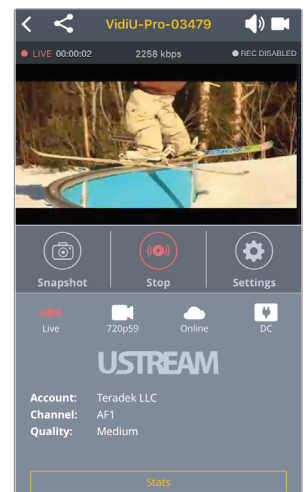 VidiU-Pro-03479
LIVE 00:00:02 2258 kbps REC DISABLED
Snapshot Stop Settings
Live 720p59 Online DC
USTREAM
Account: Teradek LLC
Channel: AF1
Quality: Medium
Stats